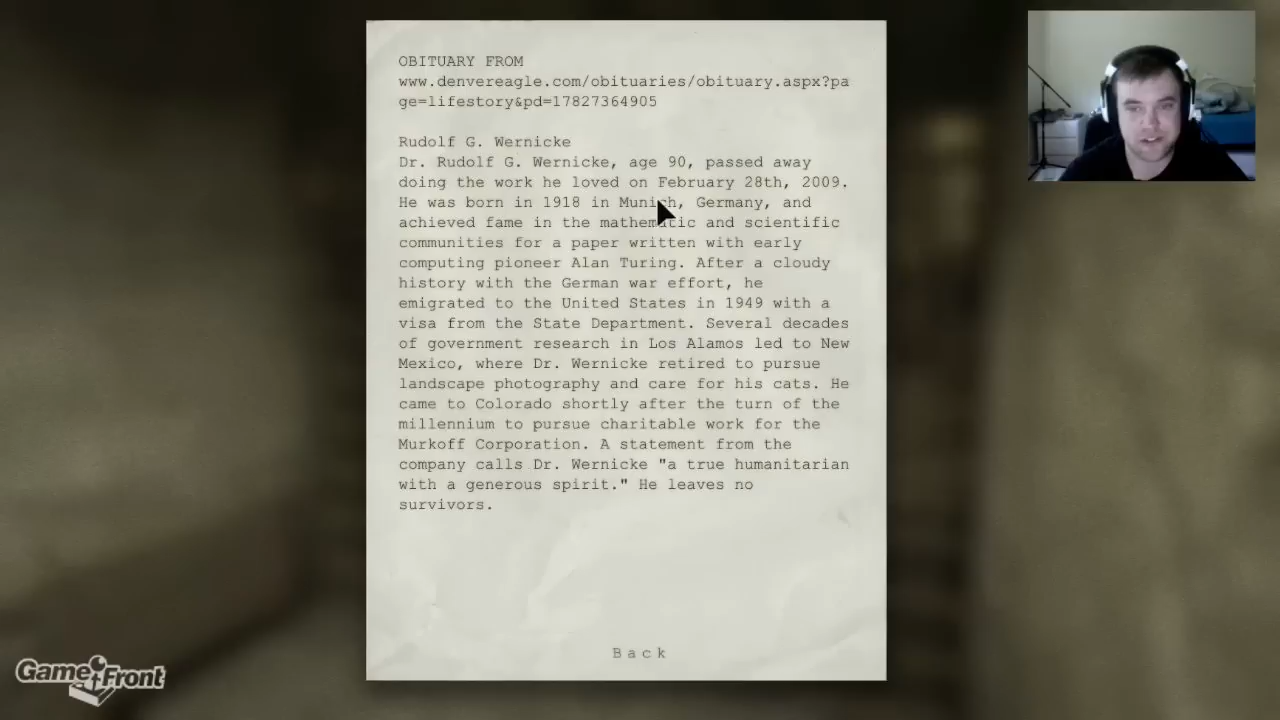 OBITUARY FROM
www.denvereagle.com/obituaries/obituary.aspx?pa
ge=lifestory&pd=17827364905
Rudolf G. Wernicke
Dr. Rudolf G. Wernicke, age 90, passed away
doing the work he loved on February 28th, 2009.
He was born in 1918 in Munich, Germany, and
achieved fame in the mathematic and scientific
communities for a paper written with early
computing pioneer Alan Turing. After a cloudy
history with the German war effort, he
emigrated to the United States in 1949 with a
visa from the State Department. Several decades
of government research in Los Alamos led to New
Mexico, where Dr. Wernicke retired to pursue
landscape photography and care for his cats. He
came to Colorado shortly after the turn of the
millennium to pursue charitable work for the
Murkoff Corporation. A statement from the
company calls Dr. Wernicke "a true humanitarian
with a generous spirit." He leaves no
survivors.
Back
GameFront